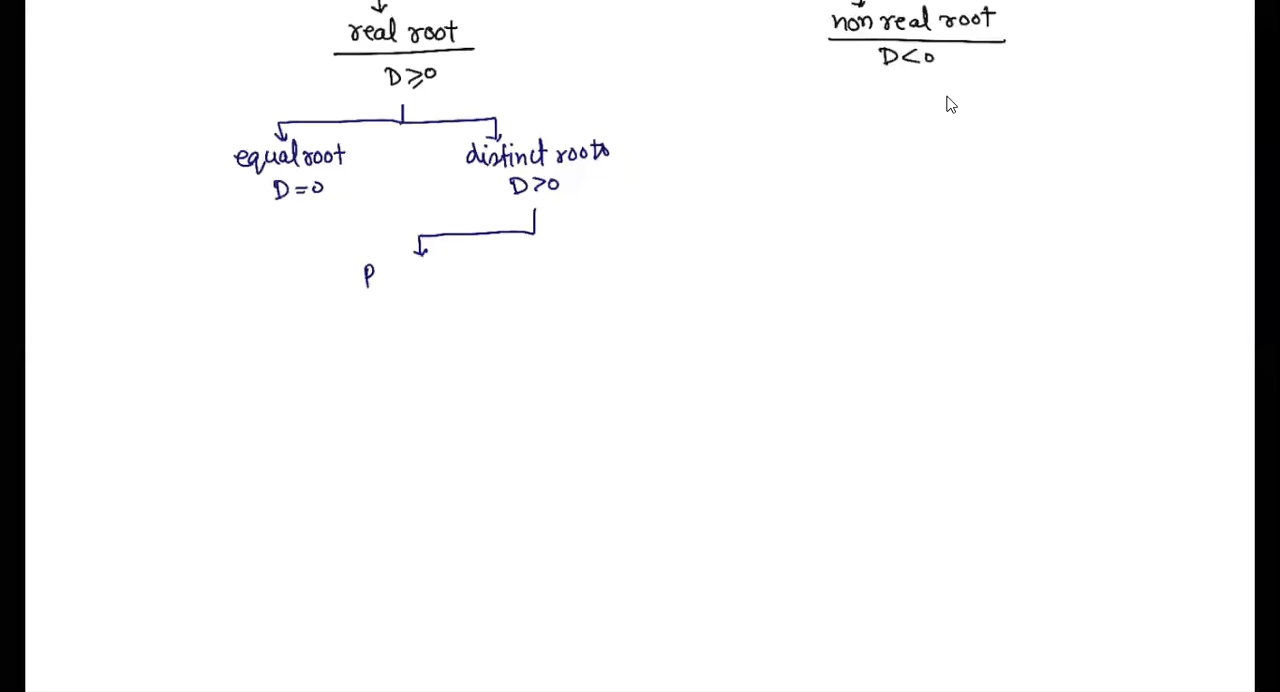 real root
D⩾0
non real root
D<0
equal root
D=0
distinct roots
D>0
P